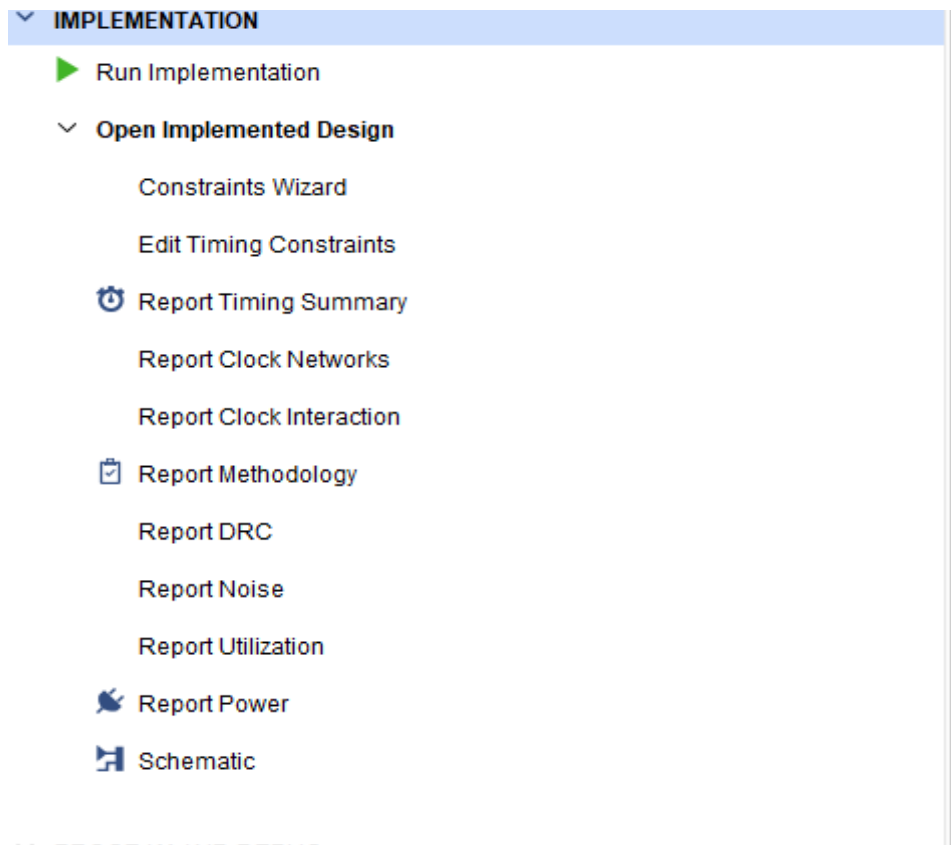 IMPLEMENTATION
Run Implementation
Open Implemented Design
Constraints Wizard
Edit Timing Constraints
Report Timing Summary
Report Clock Networks
Report Clock Interaction
Report Methodology
Report DRC
Report Noise
Report Utilization
Report Power
Schematic